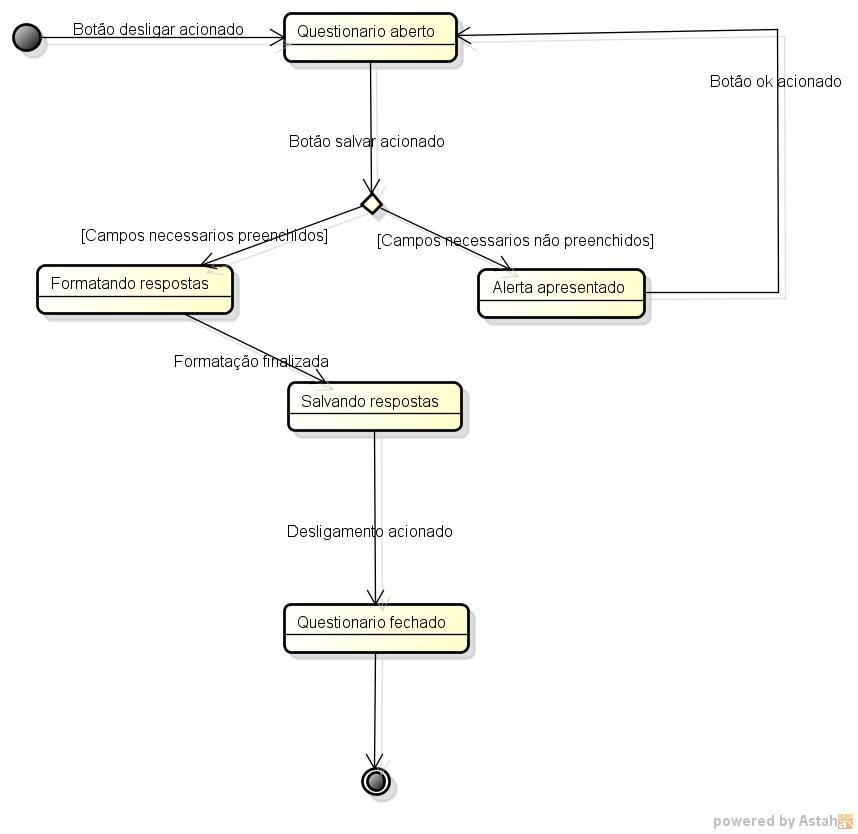 Botão desligar acionado
Questionario aberto
Botão ok acionado
Botão salvar acionado
[Campos necessarios preenchidos]
[Campos necessarios não preenchidos]
Formatando respostas
Alerta apresentado
Formatação finalizada
Salvando respostas
Desligamento acionado
Questionario fechado
powered by Astah